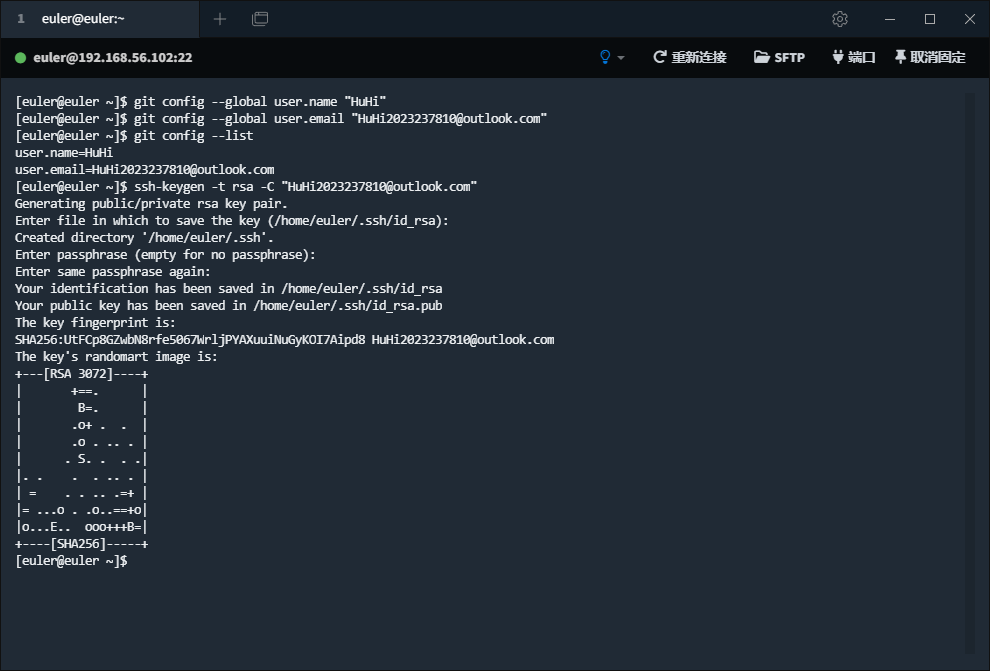 1 euler@euler:~
euler@192.168.56.102:22 重新连接 SFTP 端口 取消固定
[euler@euler ~]$ git config --global user.name "HuHi"
[euler@euler ~]$ git config --global user.email "HuHi2023237810@outlook.com"
[euler@euler ~]$ git config --list
user.name=HuHi
user.email=HuHi2023237810@outlook.com
[euler@euler ~]$ ssh-keygen -t rsa -C "HuHi2023237810@outlook.com"
Generating public/private rsa key pair.
Enter file in which to save the key (/home/euler/.ssh/id_rsa):
Created directory '/home/euler/.ssh'.
Enter passphrase (empty for no passphrase):
Enter same passphrase again:
Your identification has been saved in /home/euler/.ssh/id_rsa
Your public key has been saved in /home/euler/.ssh/id_rsa.pub
The key fingerprint is:
SHA256:UtFCp8GZwbN8rfe5067WrljPYAXuuiNuGyKOI7Aipd8 HuHi2023237810@outlook.com
The key's randomart image is:
+---[RSA 3072]----+
|       +==.      |
|        B=.      |
|       .o+ .  .  |
|       .o . .. . |
|      . S. .  . .|
|. .    .  . .. . |
| =    . . .. .=+ |
|= ...o . .o..==+o|
|o...E..  ooo+++B=|
+----[SHA256]-----+
[euler@euler ~]$